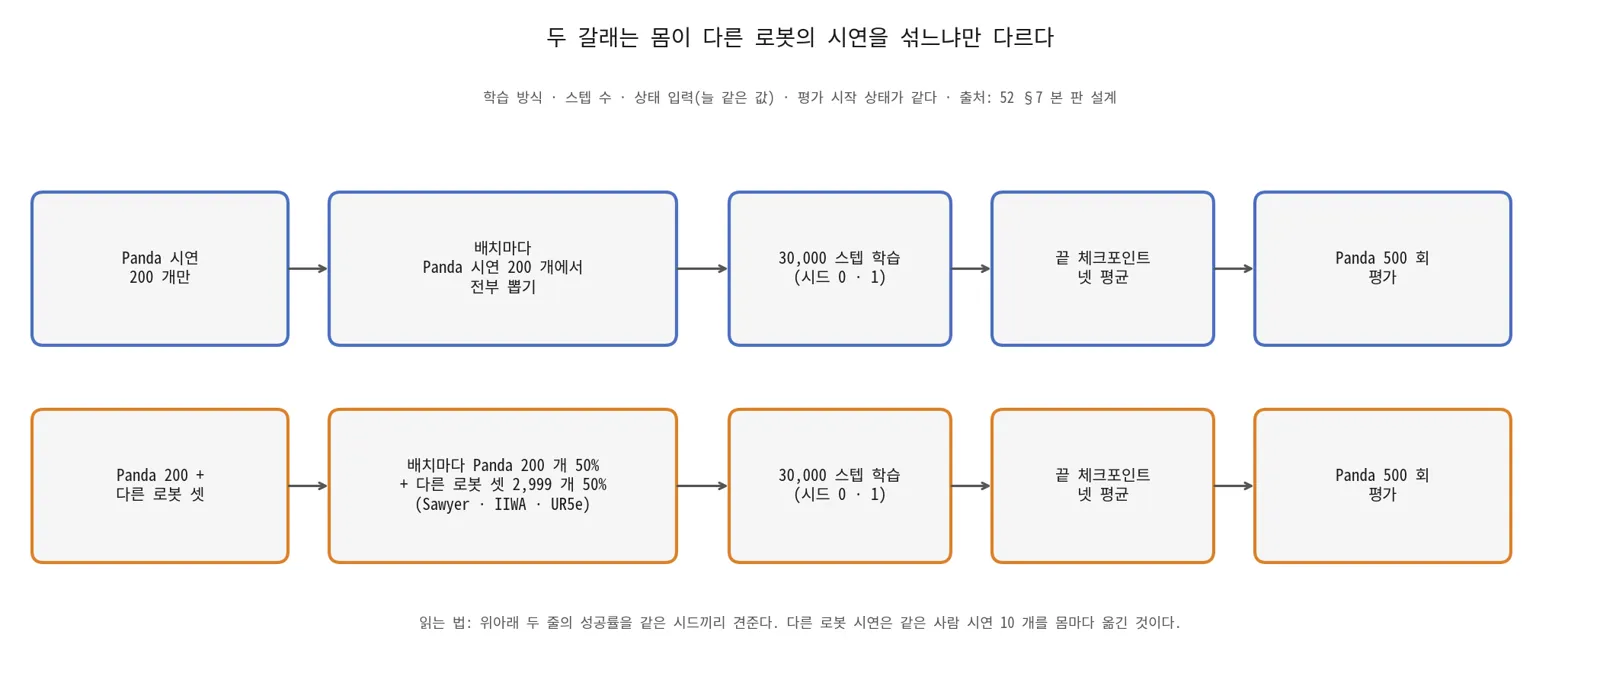 두 갈래는 몸이 다른 로봇의 시연을 섞느냐만 다르다
학습 방식 · 스텝 수 · 상태 입력(늘 같은 값) · 평가 시작 상태가 같다 · 출처: 52 §7 본 판 설계
Panda 시연
200 개만
배치마다
Panda 시연 200 개에서
전부 뽑기
30,000 스텝 학습
(시드 0 · 1)
끝 체크포인트
넷 평균
Panda 500 회
평가
Panda 200 +
다른 로봇 셋
배치마다 Panda 200 개 50%
+ 다른 로봇 셋 2,999 개 50%
(Sawyer · IIWA · UR5e)
30,000 스텝 학습
(시드 0 · 1)
끝 체크포인트
넷 평균
Panda 500 회
평가
읽는 법: 위아래 두 줄의 성공률을 같은 시드끼리 견준다. 다른 로봇 시연은 같은 사람 시연 10 개를 몸마다 옮긴 것이다.